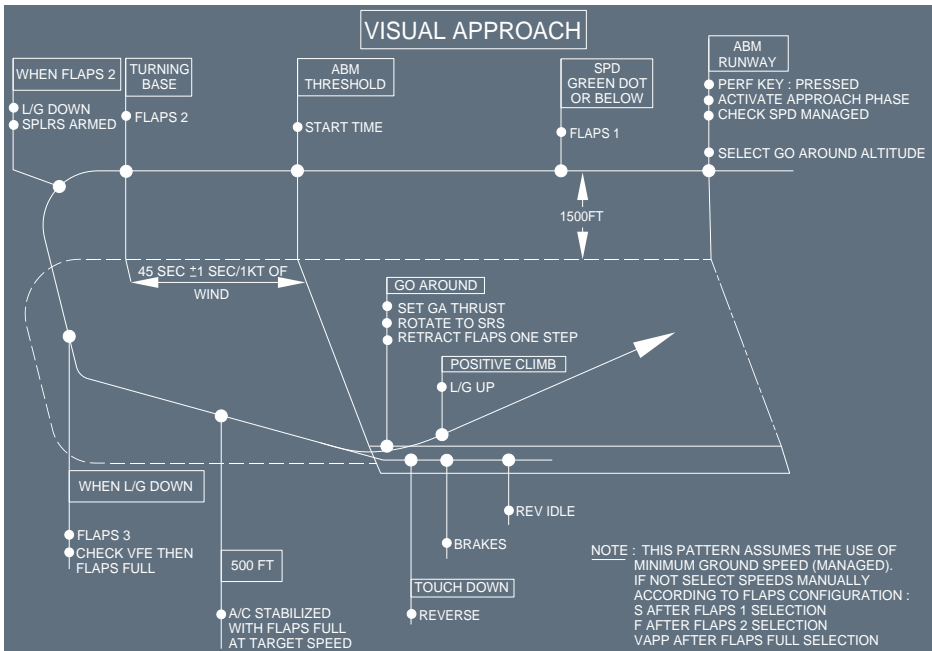 VISUAL APPROACH
WHEN FLAPS 2
L/G DOWN
SPLRS ARMED
TURNING
BASE
FLAPS 2
ABM
THRESHOLD
START TIME
SPD
GREEN DOT
OR BELOW
FLAPS 1
ABM
RUNWAY
PERF KEY : PRESSED
ACTIVATE APPROACH PHASE
CHECK SPD MANAGED
SELECT GO AROUND ALTITUDE
1500FT
45 SEC ±1 SEC/1KT OF
WIND
GO AROUND
SET GA THRUST
ROTATE TO SRS
RETRACT FLAPS ONE STEP
POSITIVE CLIMB
L/G UP
WHEN L/G DOWN
FLAPS 3
CHECK VFE THEN
FLAPS FULL
500 FT
A/C STABILIZED
WITH FLAPS FULL
AT TARGET SPEED
REV IDLE
BRAKES
TOUCH DOWN
REVERSE
NOTE : THIS PATTERN ASSUMES THE USE OF
MINIMUM GROUND SPEED (MANAGED).
IF NOT SELECT SPEEDS MANUALLY
ACCORDING TO FLAPS CONFIGURATION :
S AFTER FLAPS 1 SELECTION
F AFTER FLAPS 2 SELECTION
VAPP AFTER FLAPS FULL SELECTION